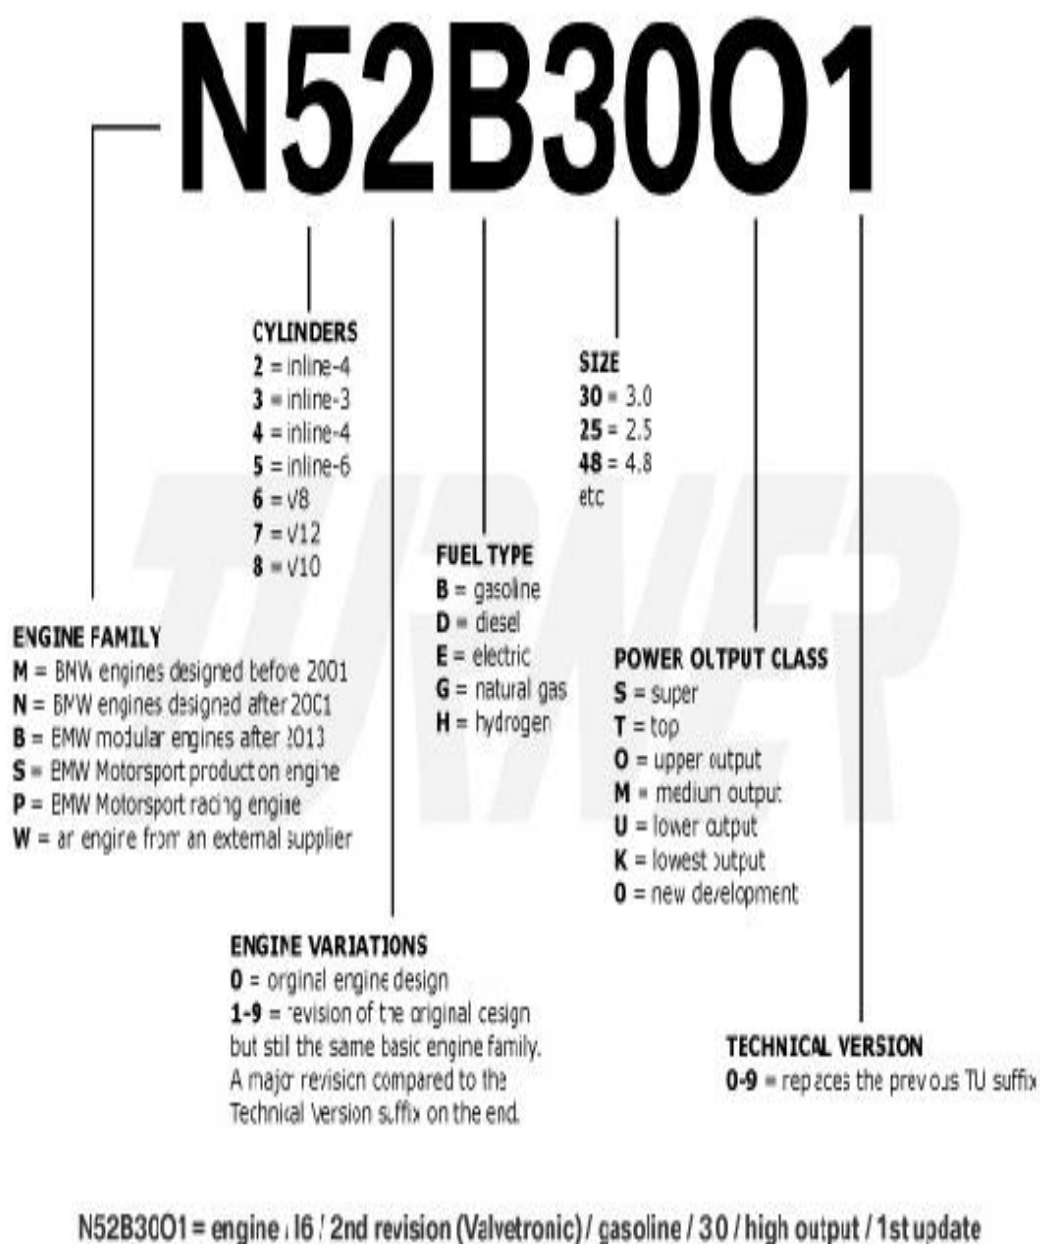 N52B30O1
CYLINDERS
2 = inline-4
3 = inline-3
4 = inline-4
5 = inline-6
6 = V8
7 = V12
8 = V10
SIZE
30 = 3.0
25 = 2.5
48 = 4.8
etc
FUEL TYPE
B = gasoline
D = diesel
E = electric
G = natural gas
H = hydrogen
ENGINE FAMILY
M = BMW engines designed before 2001
N = BMW engines designed after 2001
B = BMW modular engines after 2013
S = BMW Motorsport production engine
P = BMW Motorsport racing engine
W = an engine from an external supplier
POWER OUTPUT CLASS
S = super
T = top
O = upper output
M = medium output
U = lower output
K = lowest output
0 = new development
ENGINE VARIATIONS
0 = orginal engine design
1-9 = revision of the original design
but still the same basic engine family.
A major revision compared to the
Technical Version suffix on the end.
TECHNICAL VERSION
0-9 = replaces the previous TU suffix
TURNER
N52B30O1 = engine, I6 / 2nd revision (Valvetronic) / gasoline / 3.0 / high output / 1st update